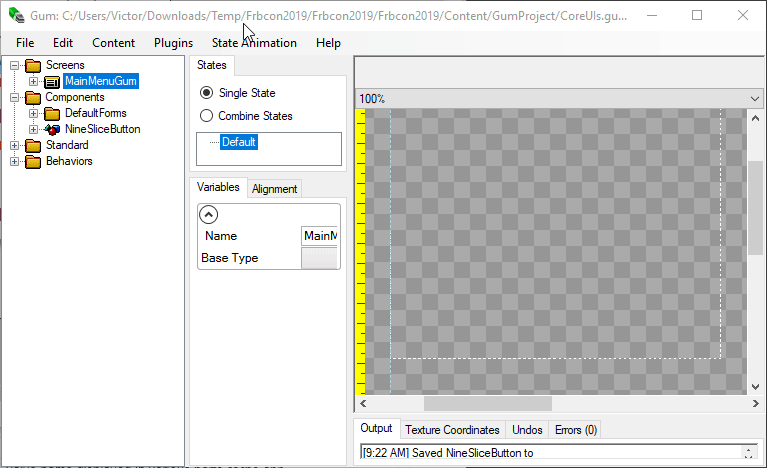 Gum: C:/Users/Victor/Downloads/Temp/Frbcon2019/Frbcon2019/Frbcon2019/Content/GumProject/CoreUIs.gu...
File Edit Content Plugins State Animation Help
Screens
MainMenuGum
Components
DefaultForms
NineSliceButton
Standard
Behaviors
States
Single State
Combine States
Default
Variables Alignment
Name MainM
Base Type
100%
Output Texture Coordinates Undos Errors (0)
[9:22 AM] Saved NineSliceButton to